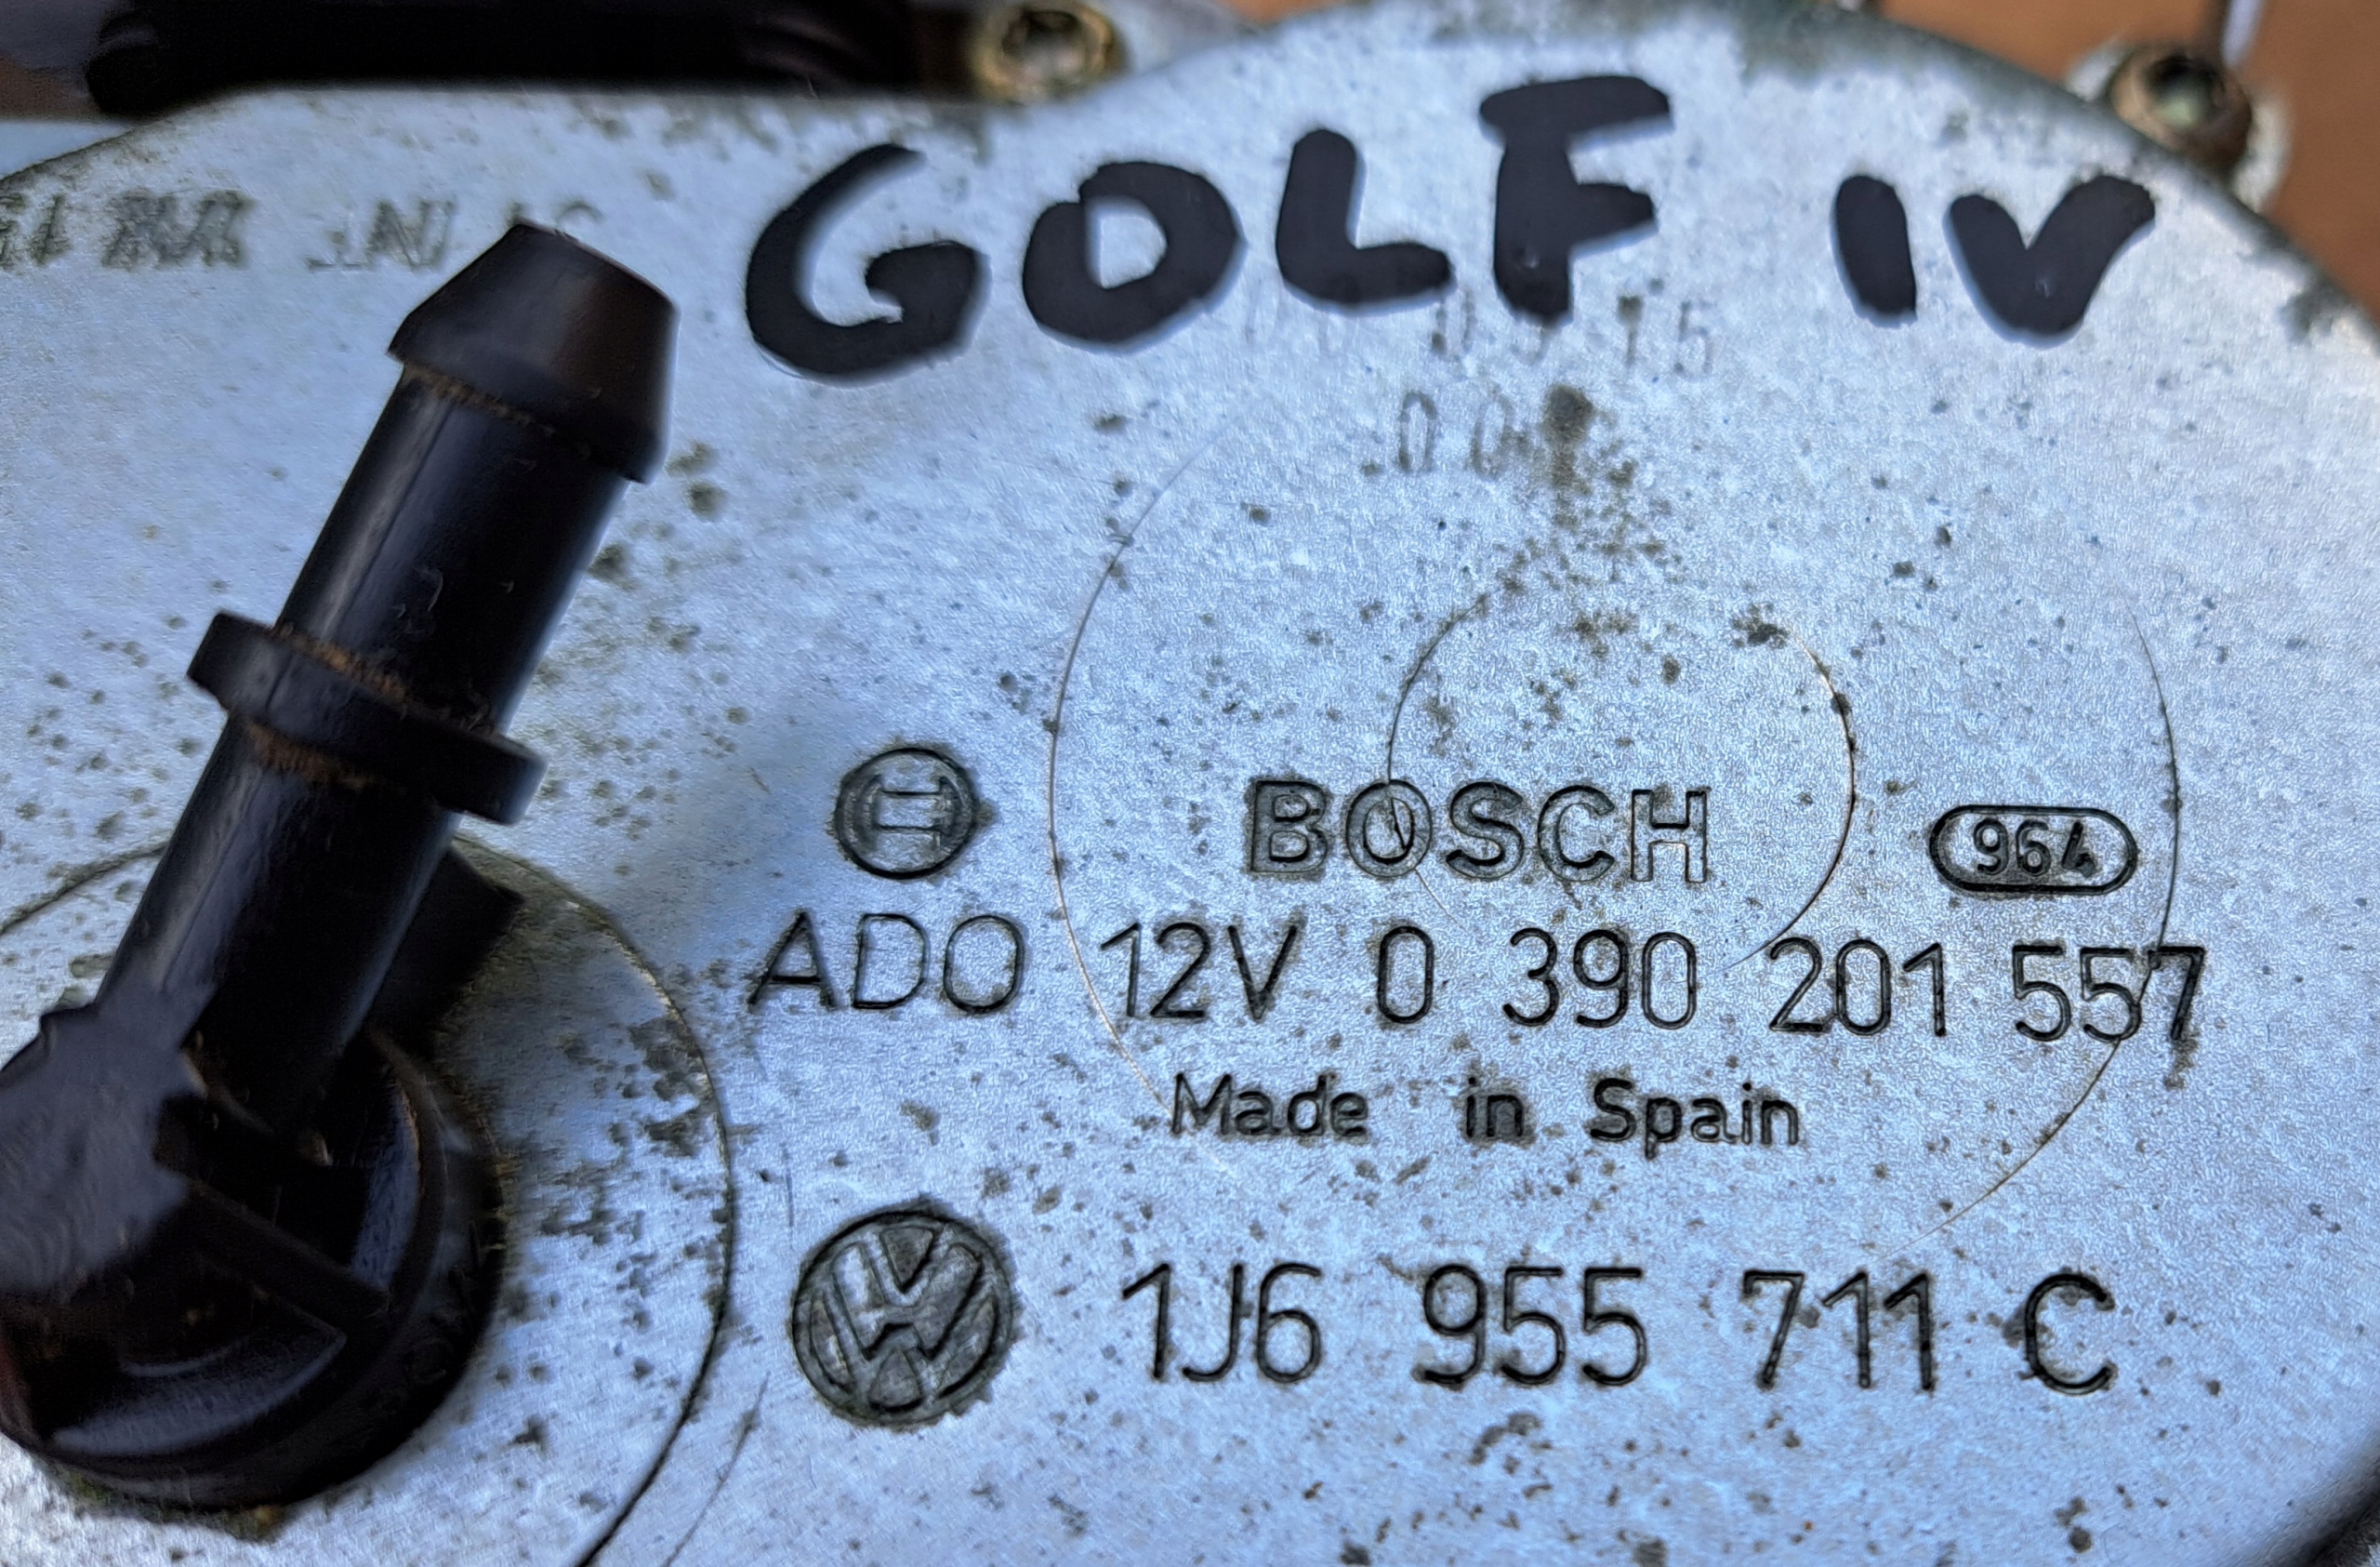 GOLF IV
BOSCH 964
ADO 12V 0 390 201 557
Made in Spain
1J6 955 711 C